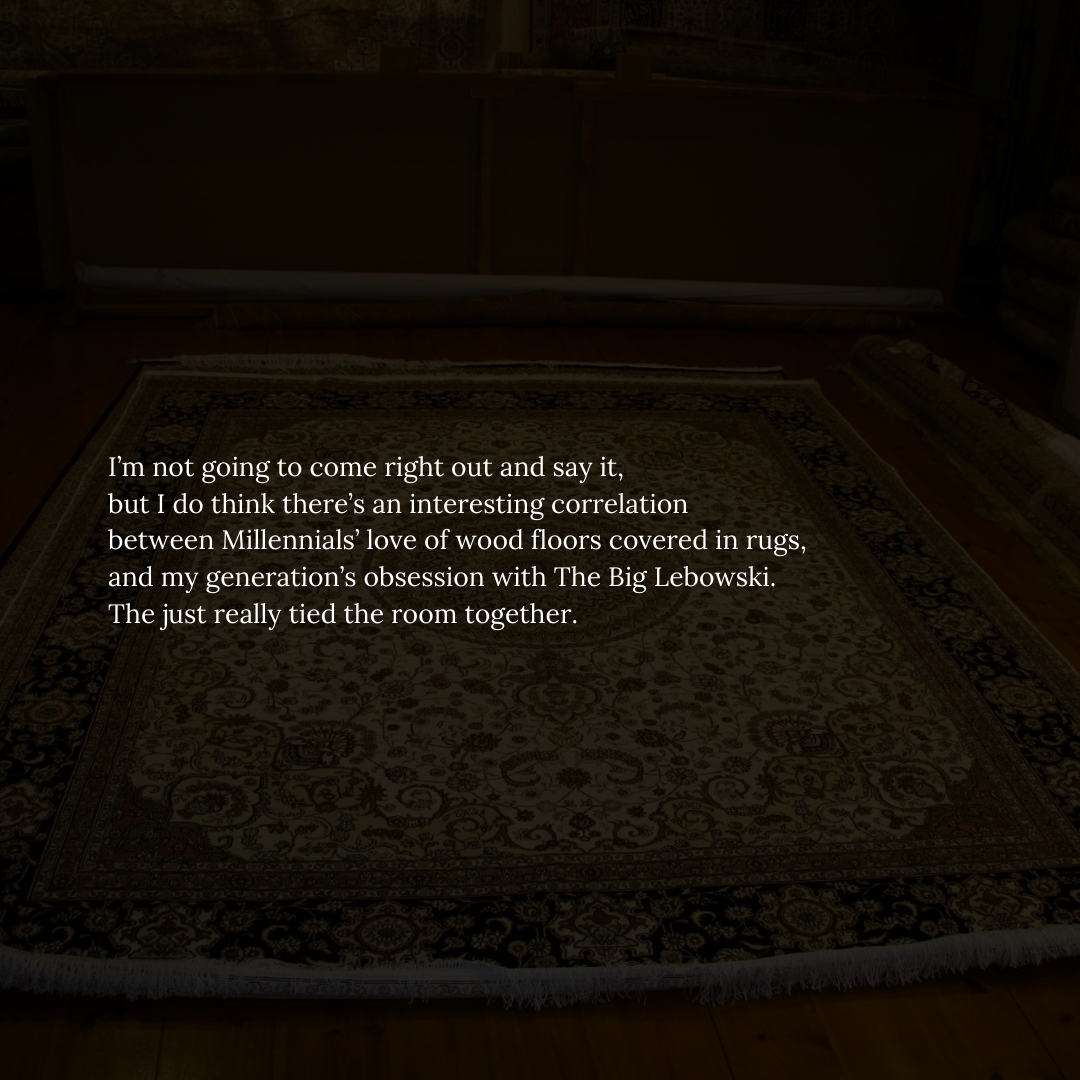 I’m not going to come right out and say it,
but I do think there’s an interesting correlation
between Millennials’ love of wood floors covered in rugs,
and my generation’s obsession with The Big Lebowski.
The just really tied the room together.